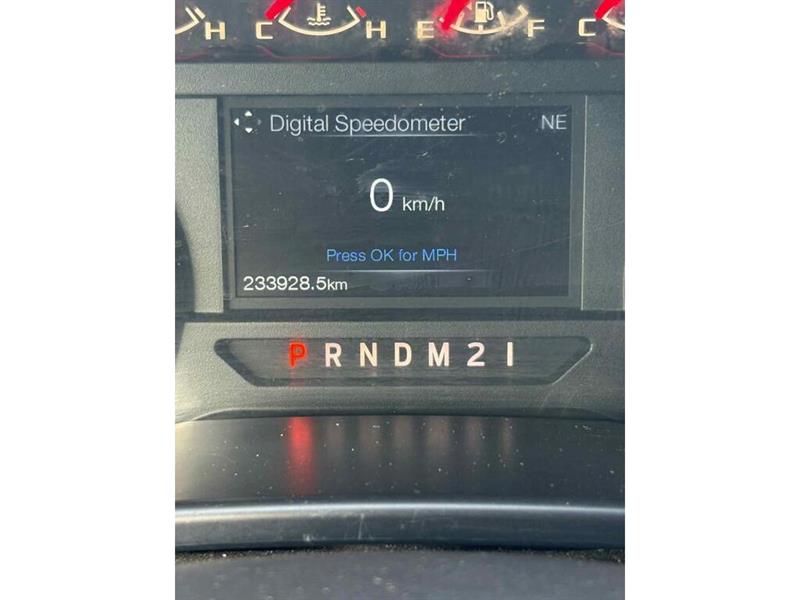 H C H E F C
Digital Speedometer NE
0 km/h
Press OK for MPH
233928.5km
P R N D M 2 1